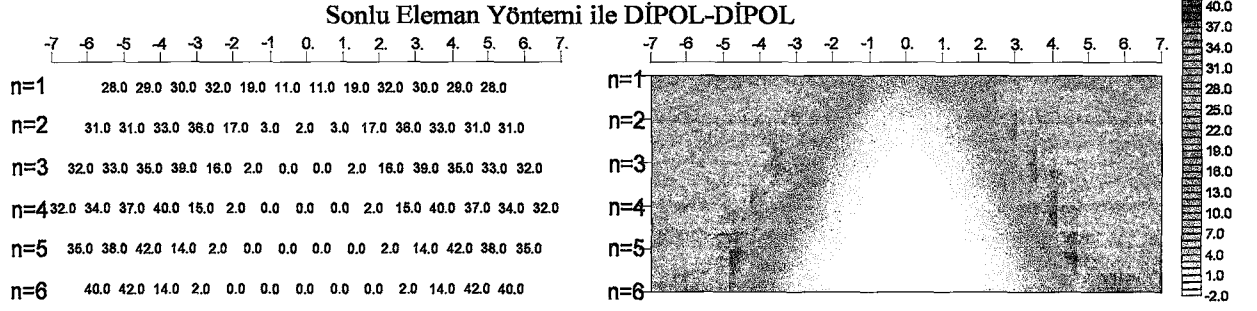 Sonlu Eleman Yöntemi ile DİPOL-DİPOL
-7 -6 -5 -4 -3 -2 -1 0. 1. 2. 3. 4. 5. 6. 7.
n=1 28.0 29.0 30.0 32.0 19.0 11.0 11.0 19.0 32.0 30.0 29.0 28.0
n=2 31.0 31.0 33.0 36.0 17.0 3.0 2.0 3.0 17.0 36.0 33.0 31.0 31.0
n=3 32.0 33.0 35.0 39.0 16.0 2.0 0.0 0.0 2.0 16.0 39.0 35.0 33.0 32.0
n=4 32.0 34.0 37.0 40.0 15.0 2.0 0.0 0.0 0.0 2.0 15.0 40.0 37.0 34.0 32.0
n=5 35.0 38.0 42.0 14.0 2.0 0.0 0.0 0.0 0.0 2.0 14.0 42.0 38.0 35.0
n=6 40.0 42.0 14.0 2.0 0.0 0.0 0.0 0.0 0.0 2.0 14.0 42.0 40.0
-7 -6 -5 -4 -3 -2 -1 0. 1. 2. 3. 4. 5. 6. 7.
n=1
n=2
n=3
n=4
n=5
n=6
40.0
37.0
34.0
31.0
28.0
25.0
22.0
19.0
16.0
13.0
10.0
7.0
4.0
1.0
-2.0